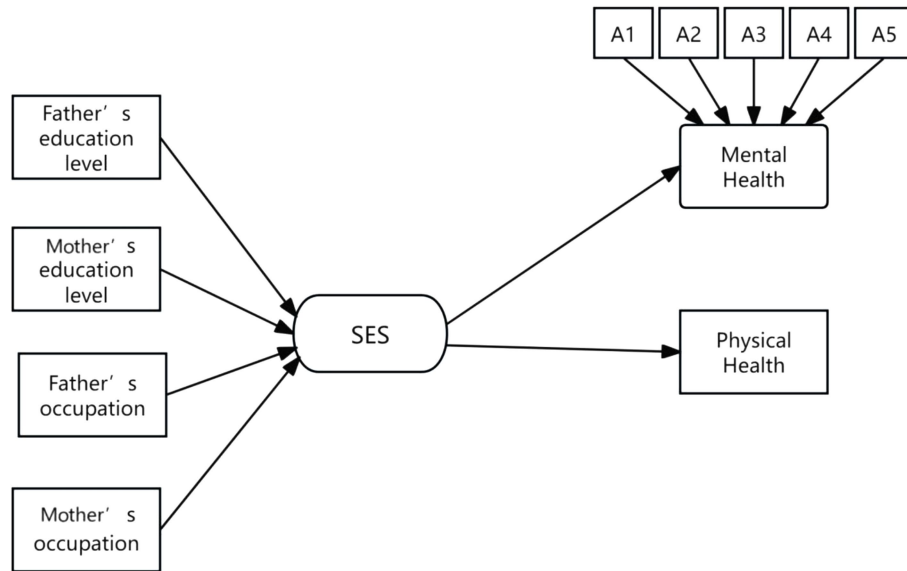 A1
A2
A3
A4
A5
Father's
education
level
Mental
Health
Mother's
education
level
SES
Physical
Health
Father's
occupation
Mother's
occupation